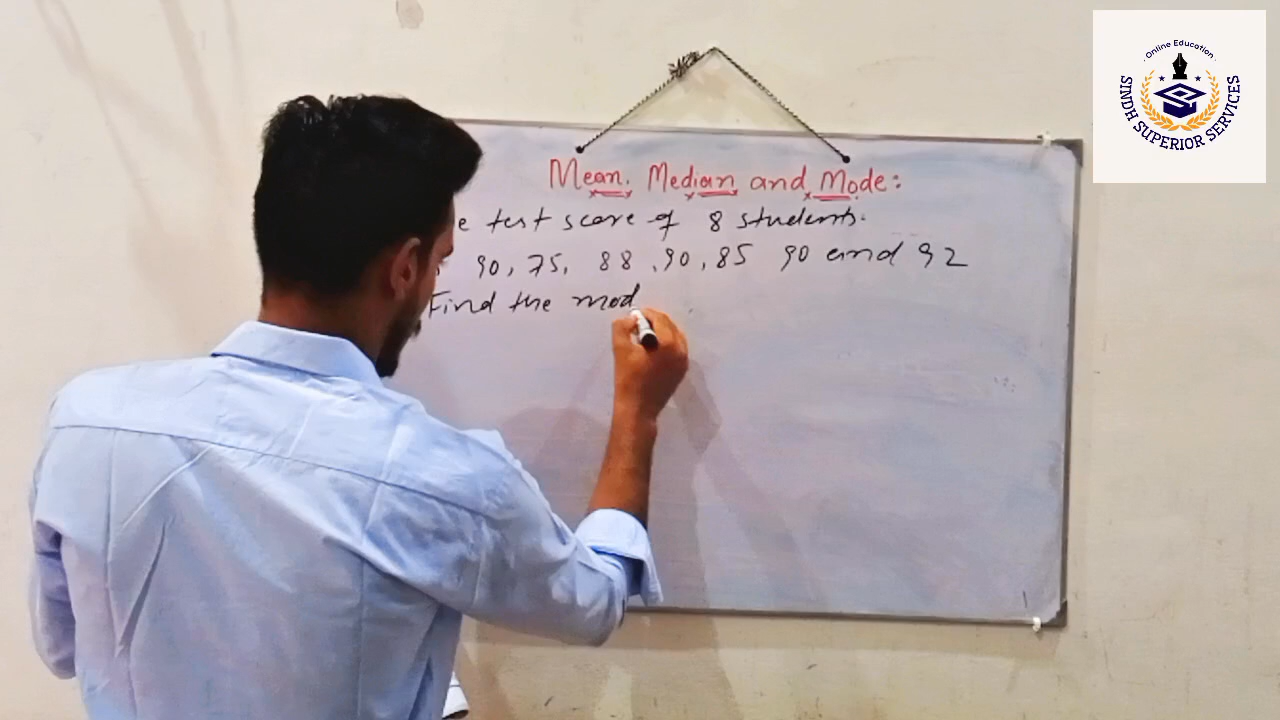 Mean, Median and Mode:
e test score of 8 students.
90, 75, 88, 90, 85 90 and 92
Find the mod
Online Education
SINDH SUPERIOR SERVICES